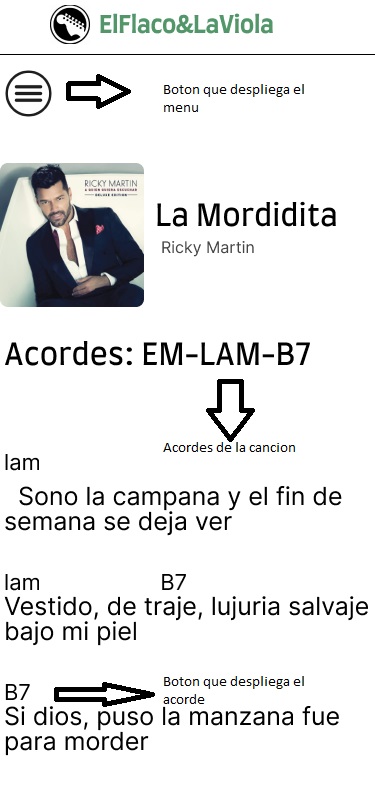 ElFlaco&LaViola
Boton que despliega el
menu
RICKY MARTIN
A QUIEN QUIERA ESCUCHAR
DELUXE EDITION
La Mordidita
Ricky Martin
Acordes: EM-LAM-B7
Acordes de la cancion
lam
Sono la campana y el fin de
semana se deja ver
lam B7
Vestido, de traje, lujuria salvaje
bajo mi piel
B7
Boton que despliega el
acorde
Si dios, puso la manzana fue
para morder